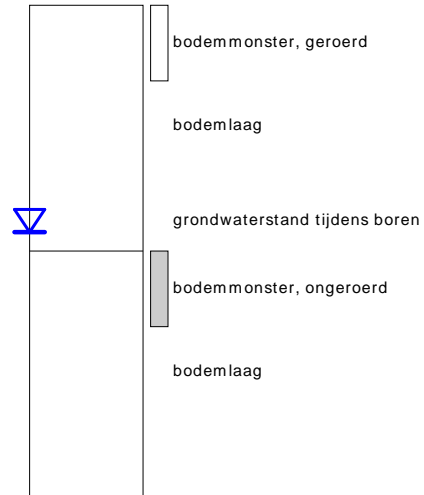 bodemmonster, geroerd
bodemlaag
grondwaterstand tijdens boren
bodemmonster, ongeroerd
bodemlaag